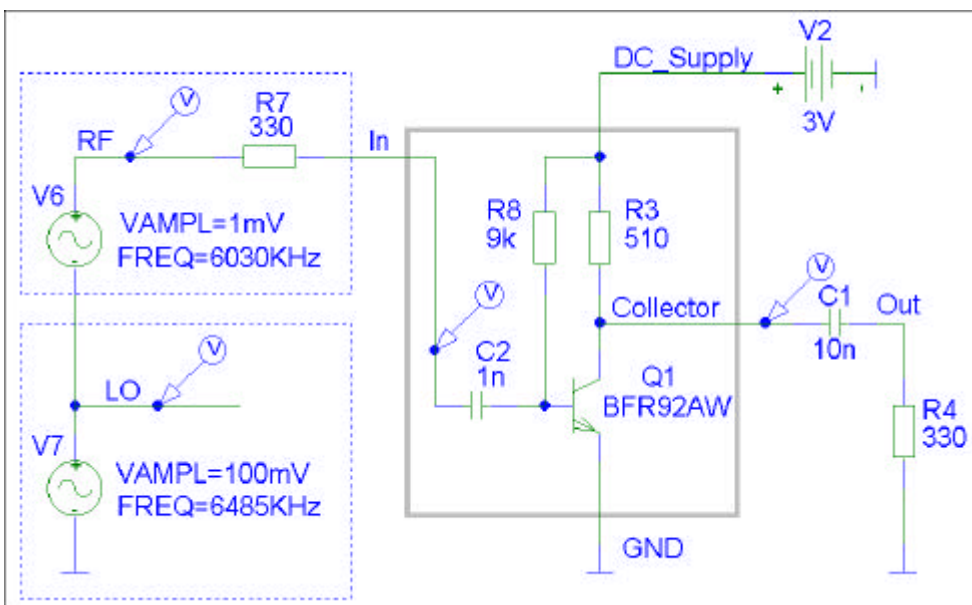 V2
DC_Supply
+
-
3V
R7
330
V
RF
In
V6
VAMPL=1mV
FREQ=6030KHz
R8
9k
R3
510
V
Collector
V
C1
10n
Out
C2
1n
Q1
BFR92AW
R4
330
V
LO
V7
VAMPL=100mV
FREQ=6485KHz
GND